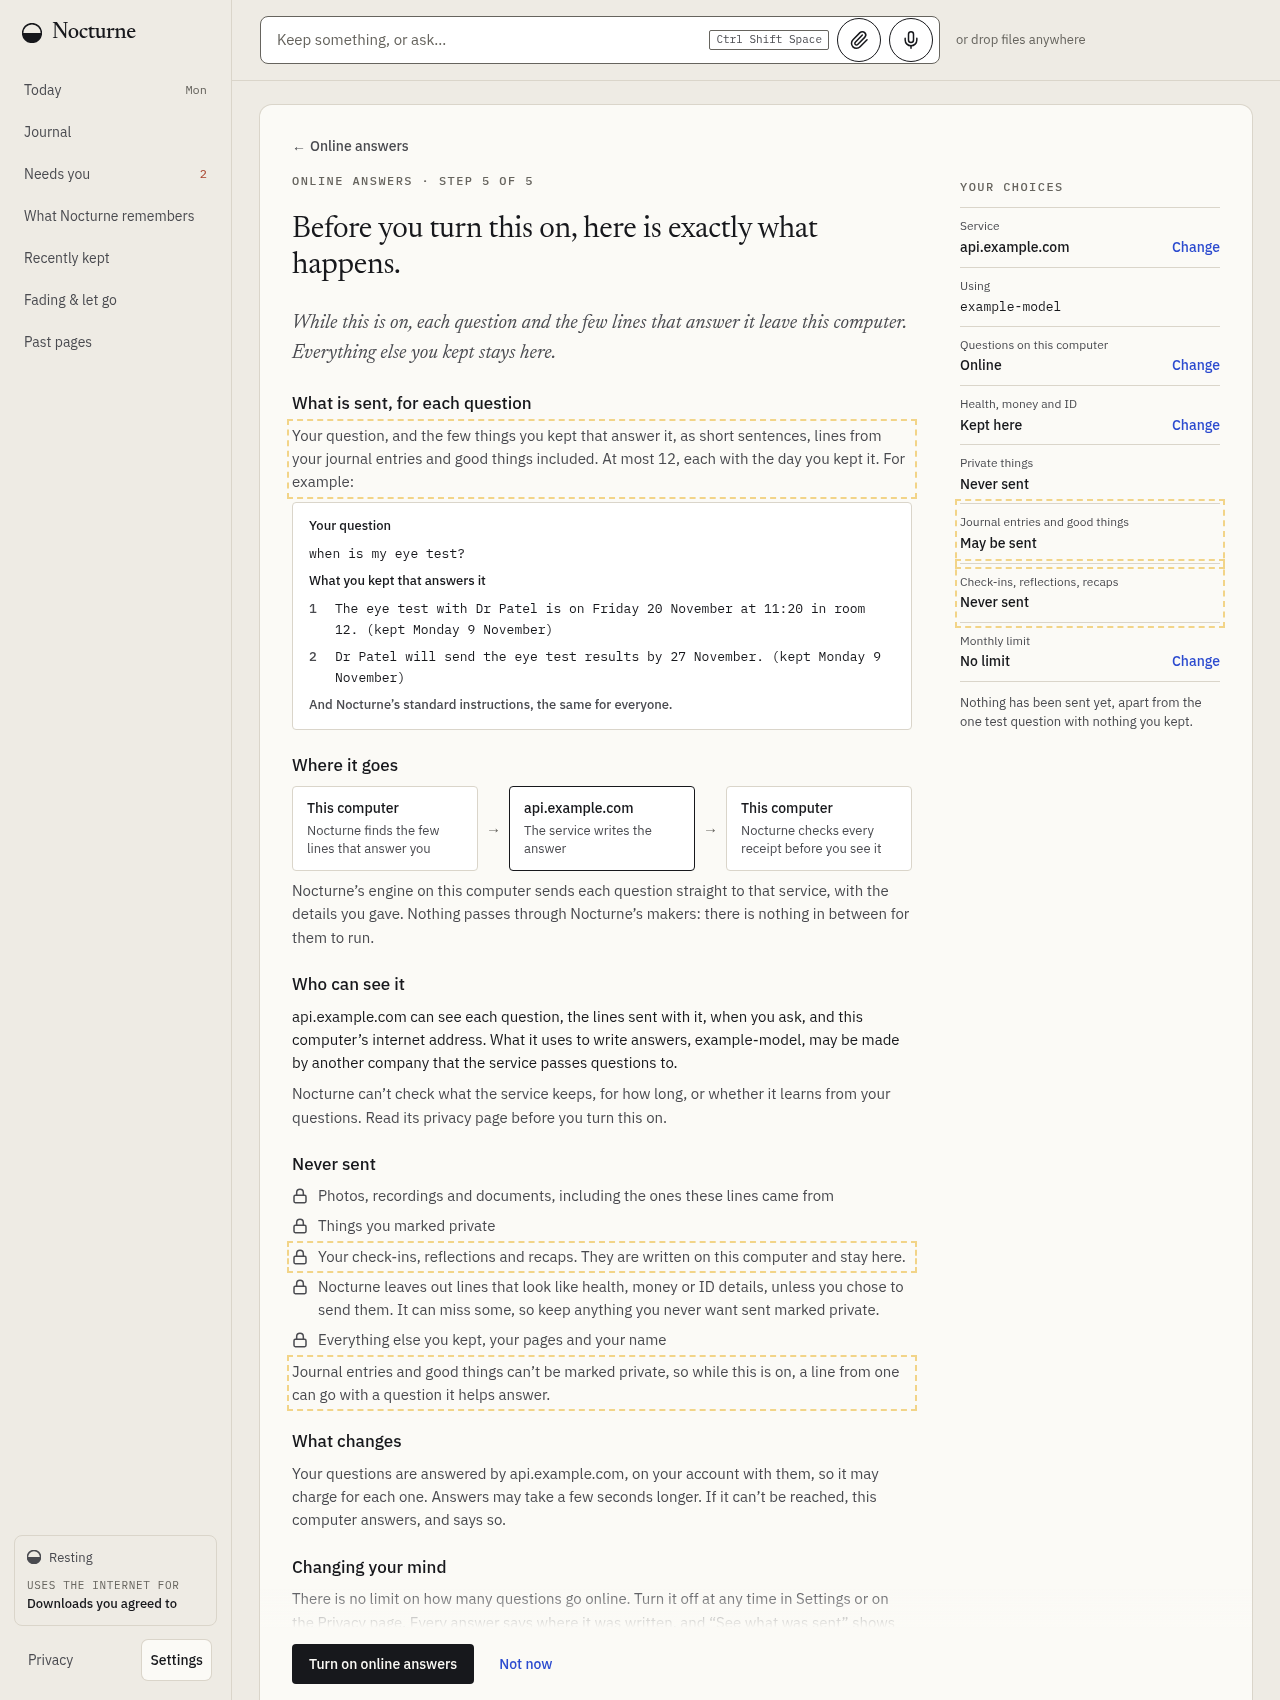 Nocturne
Today Mon
Journal
Needs you 2
What Nocturne remembers
Recently kept
Fading & let go
Past pages
Resting
USES THE INTERNET FOR
Downloads you agreed to
Privacy Settings
Keep something, or ask... Ctrl Shift Space
or drop files anywhere
← Online answers
ONLINE ANSWERS · STEP 5 OF 5
Before you turn this on, here is exactly what
happens.
While this is on, each question and the few lines that answer it leave this computer.
Everything else you kept stays here.
What is sent, for each question
Your question, and the few things you kept that answer it, as short sentences, lines from
your journal entries and good things included. At most 12, each with the day you kept it. For
example:
Your question
when is my eye test?
What you kept that answers it
1 The eye test with Dr Patel is on Friday 20 November at 11:20 in room
12. (kept Monday 9 November)
2 Dr Patel will send the eye test results by 27 November. (kept Monday 9
November)
And Nocturne’s standard instructions, the same for everyone.
Where it goes
This computer
Nocturne finds the few
lines that answer you
→
api.example.com
The service writes the
answer
→
This computer
Nocturne checks every
receipt before you see it
Nocturne’s engine on this computer sends each question straight to that service, with the
details you gave. Nothing passes through Nocturne’s makers: there is nothing in between for
them to run.
Who can see it
api.example.com can see each question, the lines sent with it, when you ask, and this
computer’s internet address. What it uses to write answers, example-model, may be made
by another company that the service passes questions to.
Nocturne can’t check what the service keeps, for how long, or whether it learns from your
questions. Read its privacy page before you turn this on.
Never sent
Photos, recordings and documents, including the ones these lines came from
Things you marked private
Your check-ins, reflections and recaps. They are written on this computer and stay here.
Nocturne leaves out lines that look like health, money or ID details, unless you chose to
send them. It can miss some, so keep anything you never want sent marked private.
Everything else you kept, your pages and your name
Journal entries and good things can’t be marked private, so while this is on, a line from one
can go with a question it helps answer.
What changes
Your questions are answered by api.example.com, on your account with them, so it may
charge for each one. Answers may take a few seconds longer. If it can’t be reached, this
computer answers, and says so.
Changing your mind
There is no limit on how many questions go online. Turn it off at any time in Settings or on
the Privacy page. Every answer says where it was written, and “See what was sent” shows
Turn on online answers Not now
YOUR CHOICES
Service
api.example.com Change
Using
example-model
Questions on this computer
Online Change
Health, money and ID
Kept here Change
Private things
Never sent
Journal entries and good things
May be sent
Check-ins, reflections, recaps
Never sent
Monthly limit
No limit Change
Nothing has been sent yet, apart from the
one test question with nothing you kept.